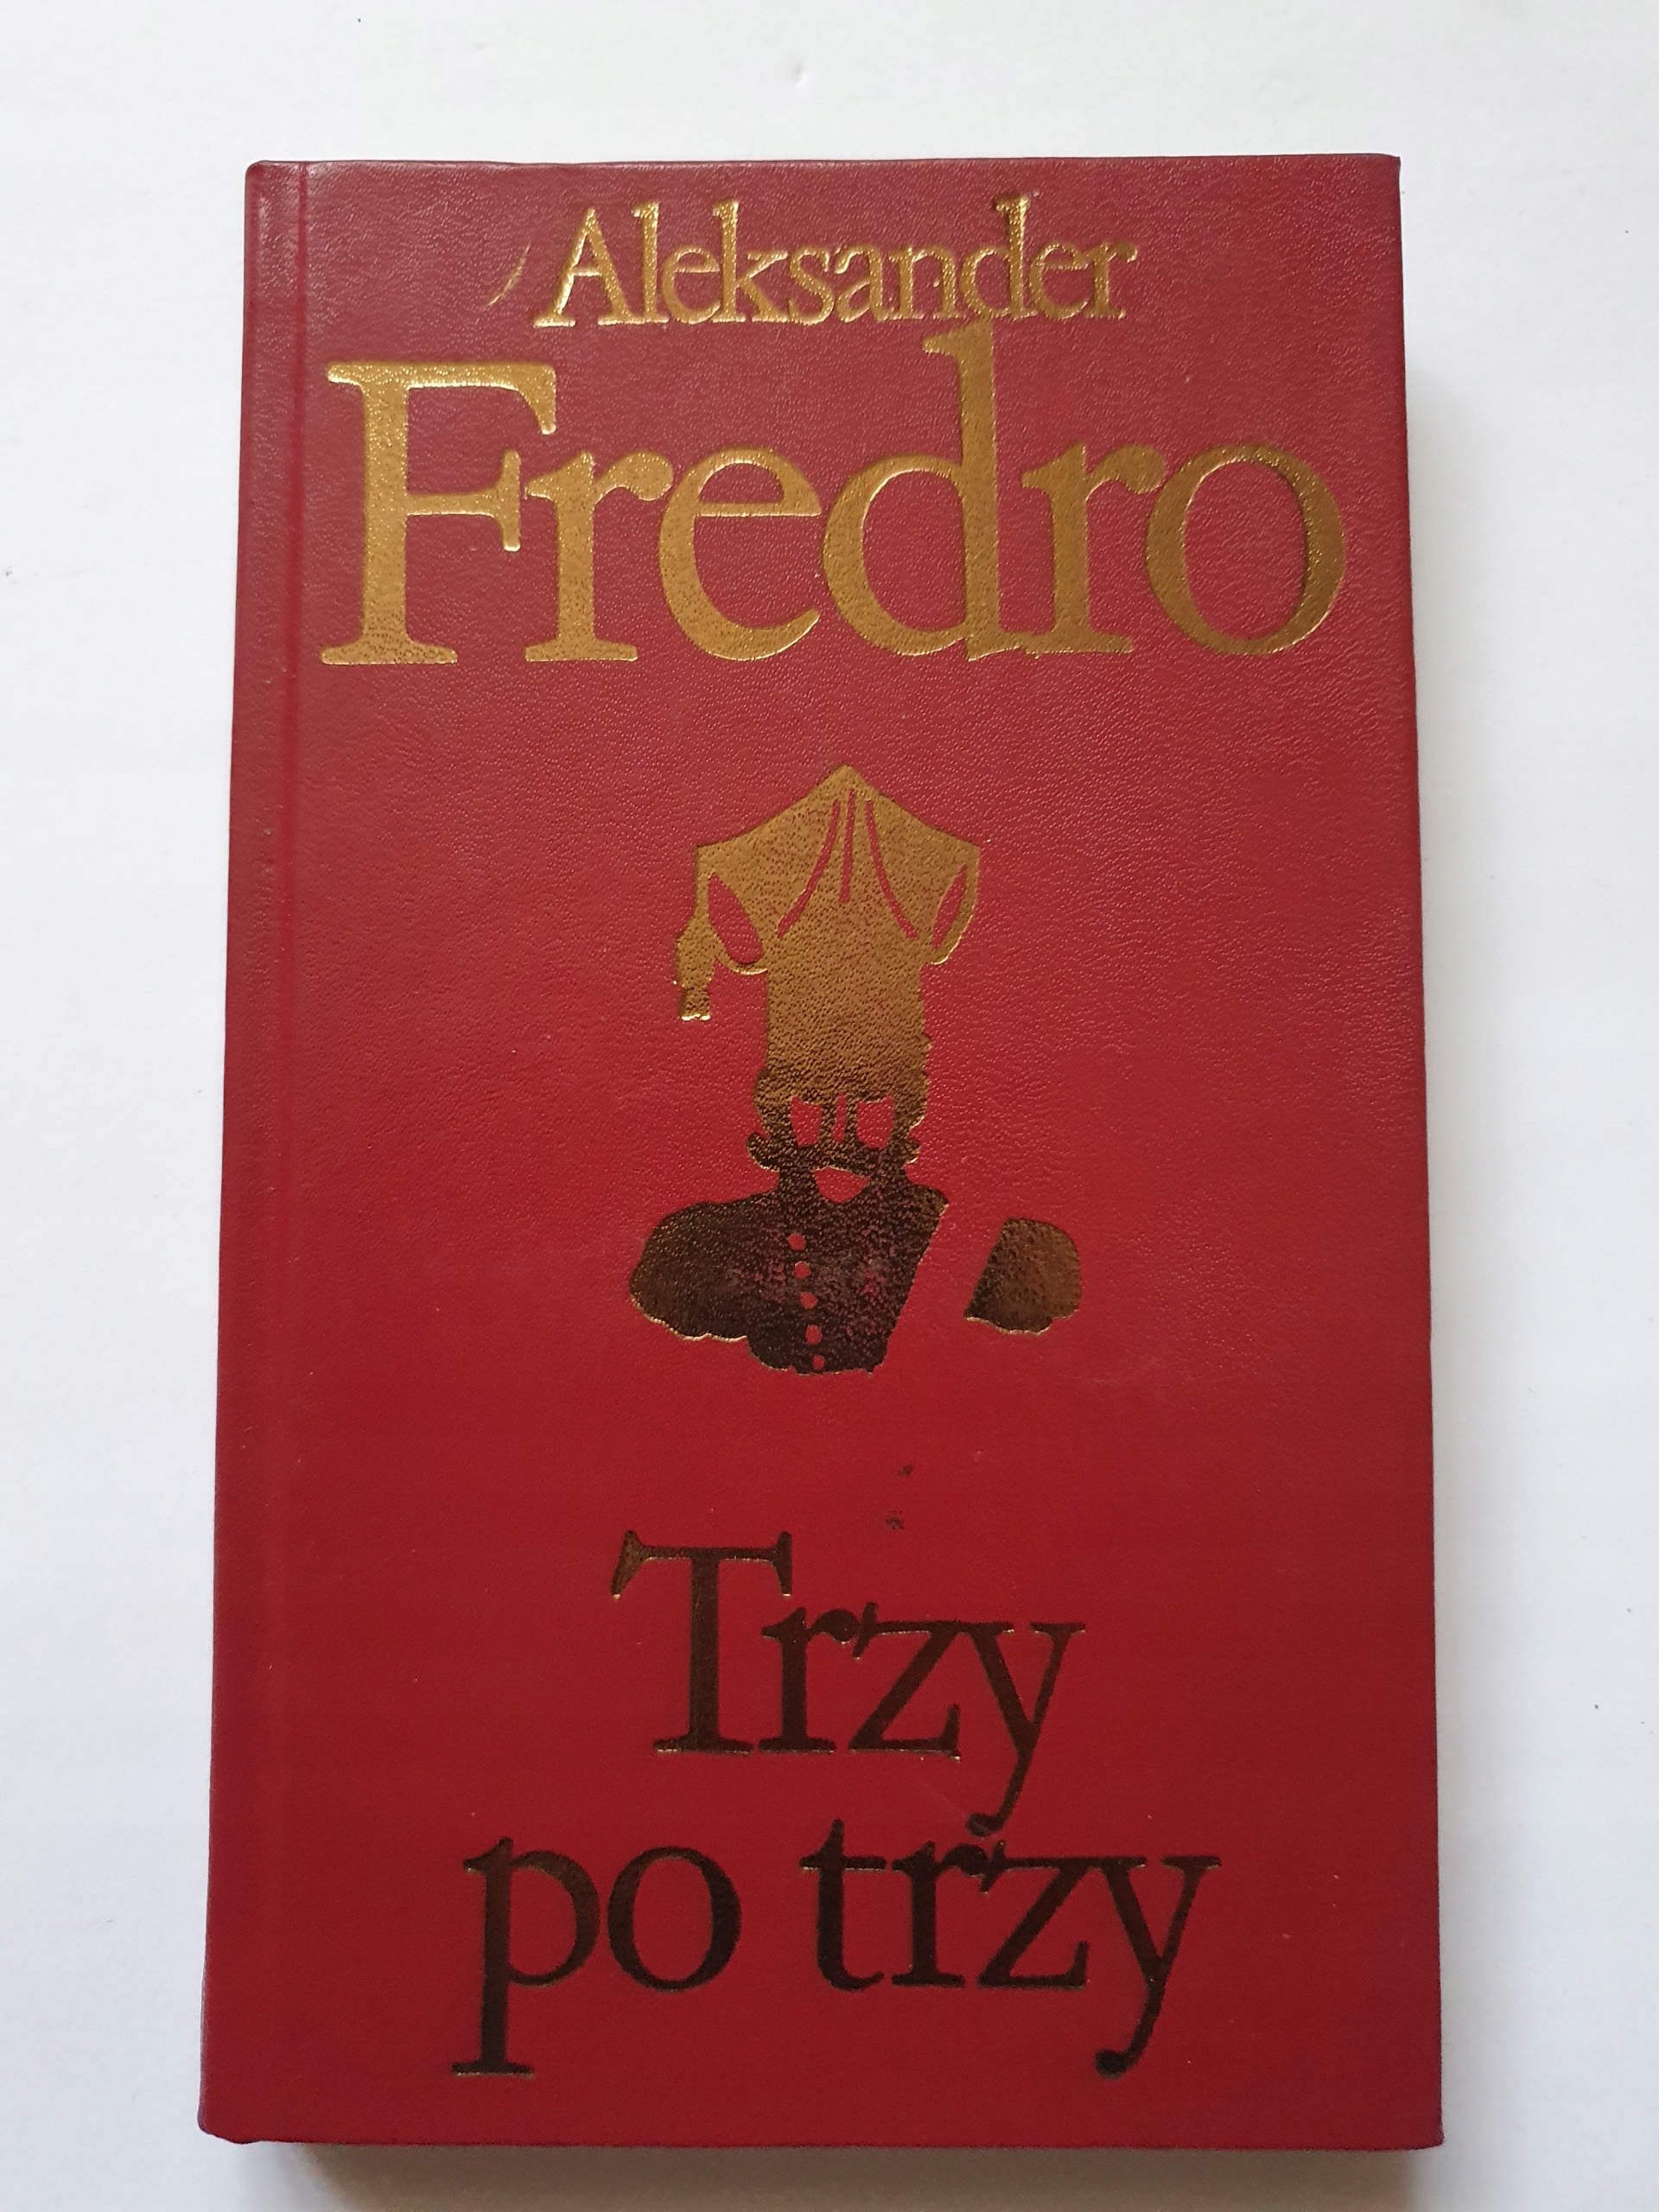 Aleksander
Fredro
Trzy
po trzy